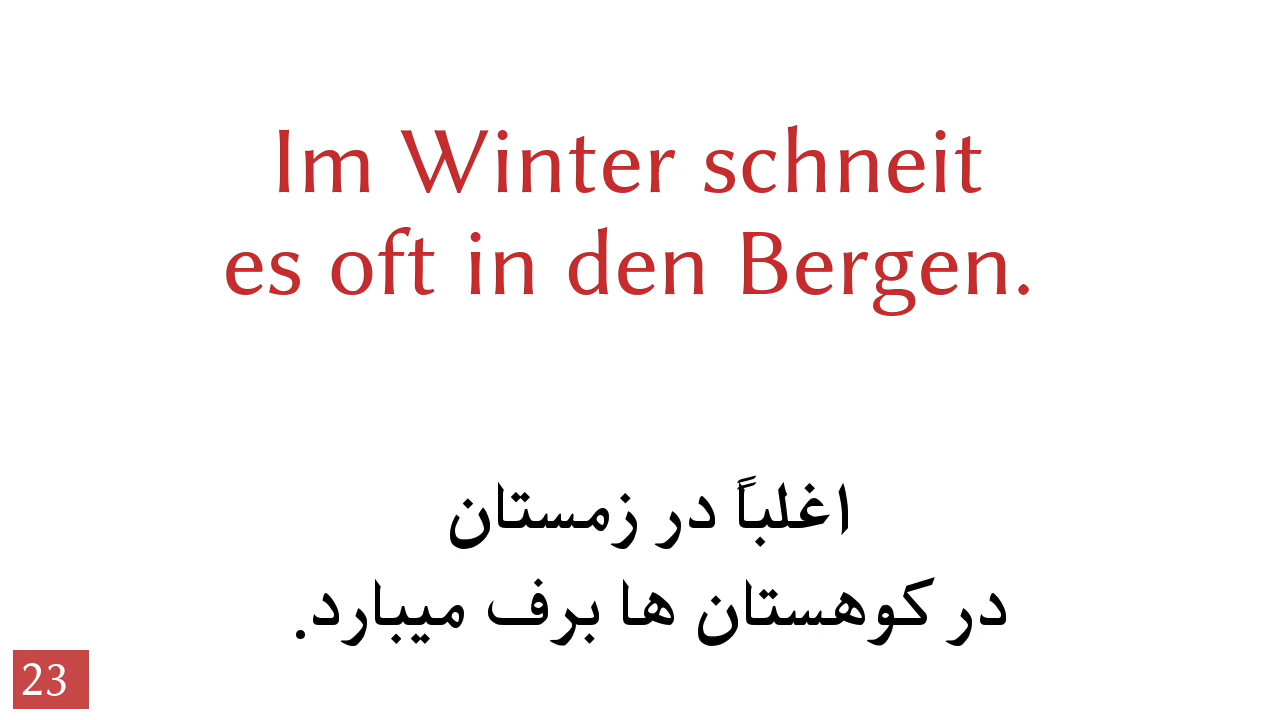 Im Winter schneit
es oft in den Bergen.
اغلباً در زمستان
در کوهستان ها برف میبارد.
23